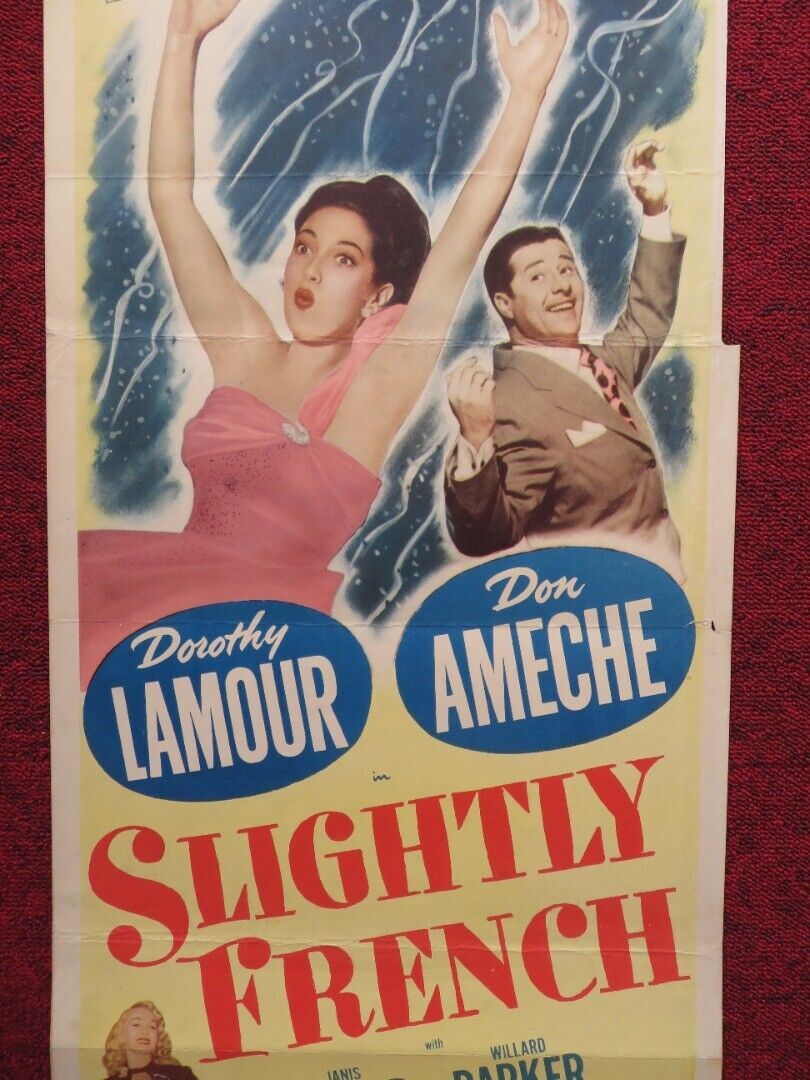 Dorothy
LAMOUR
Don
AMECHE
in
SLIGHTLY
FRENCH
with
JANIS
WILLARD
PARKER